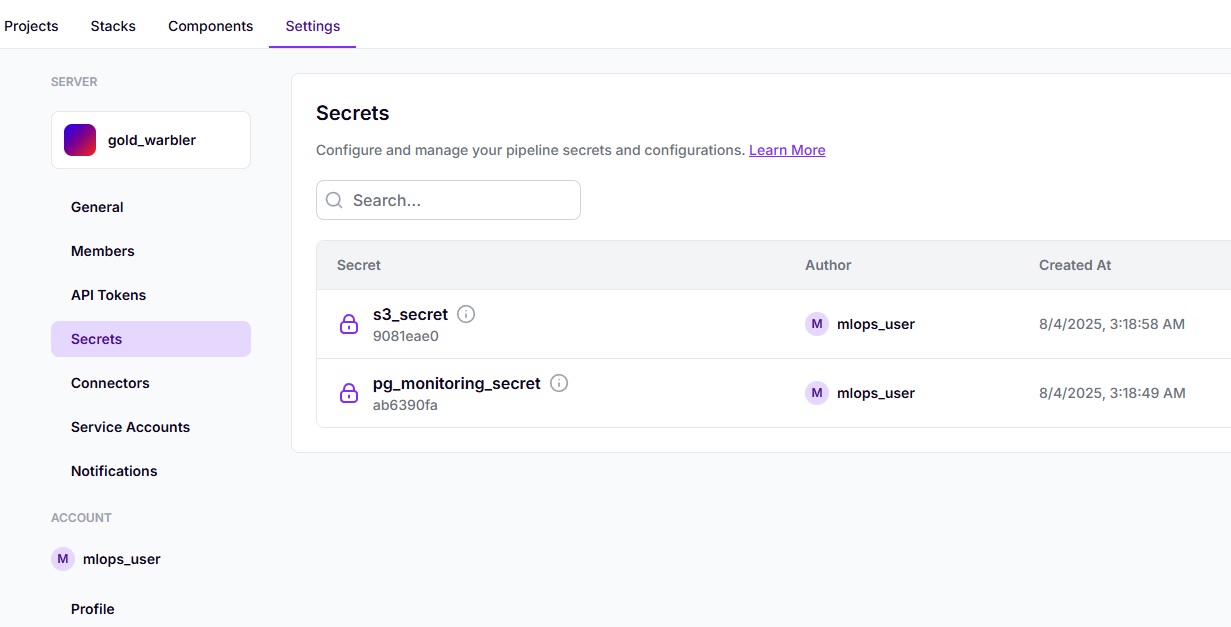 Projects Stacks Components Settings
SERVER
gold_warbler
General
Members
API Tokens
Secrets
Connectors
Service Accounts
Notifications
ACCOUNT
M mlops_user
Profile
Secrets
Configure and manage your pipeline secrets and configurations. Learn More
Search...
Secret Author Created At
s3_secret
9081eae0
M mlops_user
8/4/2025, 3:18:58 AM
pg_monitoring_secret
ab6390fa
M mlops_user
8/4/2025, 3:18:49 AM